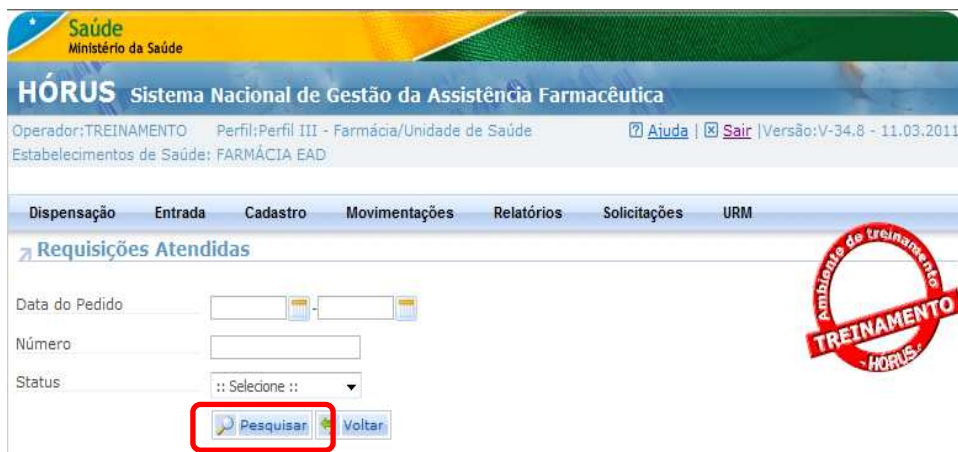 Saúde
Ministério da Saúde
HÓRUS Sistema Nacional de Gestão da Assistência Farmacêutica
Operador:TREINAMENTO Perfil:Perfil III - Farmácia/Unidade de Saúde Ajuda | Sair |Versão:V-34.8 - 11.03.2011
Estabelecimentos de Saúde: FARMÁCIA EAD
Dispensação Entrada Cadastro Movimentações Relatórios Solicitações URM
Requisições Atendidas
Ambiente de treinamento
TREINAMENTO
- HÓRUS -
Data do Pedido -
Número
Status :: Selecione ::
Pesquisar Voltar